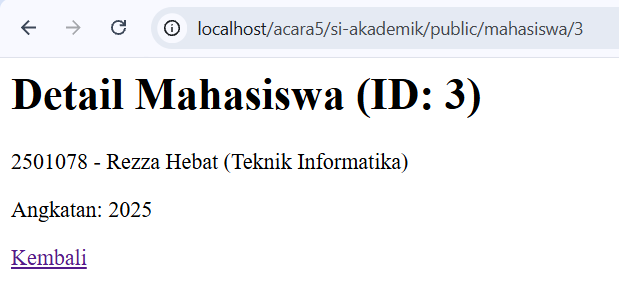 localhost/acara5/si-akademik/public/mahasiswa/3
Detail Mahasiswa (ID: 3)
2501078 - Rezza Hebat (Teknik Informatika)
Angkatan: 2025
Kembali